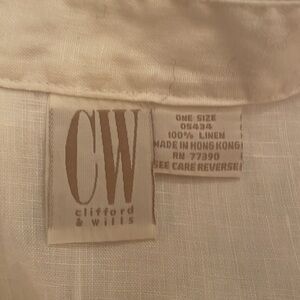 CW
clifford
& wills
ONE SIZE
05434
100% LINEN
MADE IN HONG KONG
RN 77390
SEE CARE REVERSE